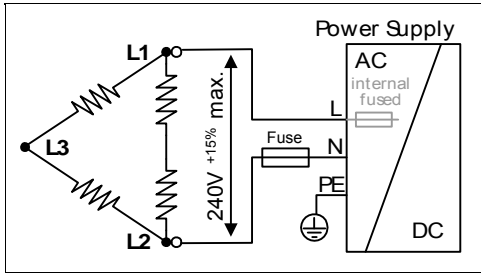 Power Supply
L1
AC
internal
fused
L
240V +15% max.
Fuse
L3
N
PE
L2
DC